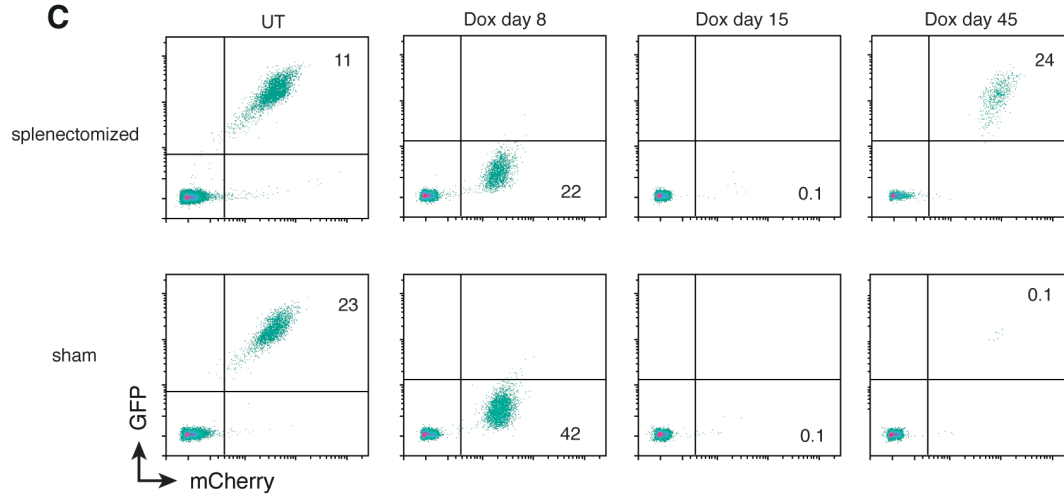 C
UT
Dox day 8
Dox day 15
Dox day 45
splenectomized
11
22
0.1
24
sham
23
42
0.1
0.1
GFP
mCherry